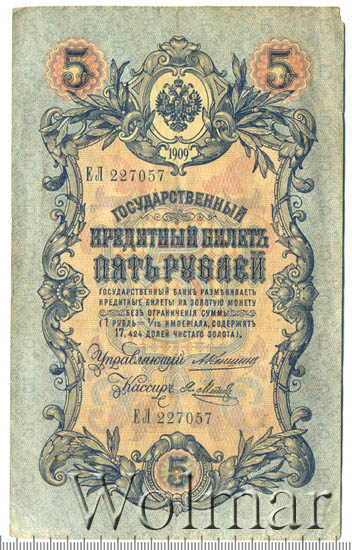 5 5
1909
ЕЛ 227057
ГОСУДАРСТВЕННЫЙ
КРЕДИТНЫЙ БИЛЕТЪ
ПЯТЬ РУБЛЕЙ
ГОСУДАРСТВЕННЫЙ БАНКЪ РАЗМѢНИВАЕТЪ
КРЕДИТНЫЕ БИЛЕТЫ НА ЗОЛОТУЮ МОНЕТУ
БЕЗЪ ОГРАНИЧЕНІЯ СУММЫ
(1 РУБЛЬ = 1/15 ИМПЕРІАЛА, СОДЕРЖИТЪ
17,424 ДОЛЕЙ ЧИСТАГО ЗОЛОТА).
Управляющій
Кассиръ
ЕЛ 227057
5
Wolmar